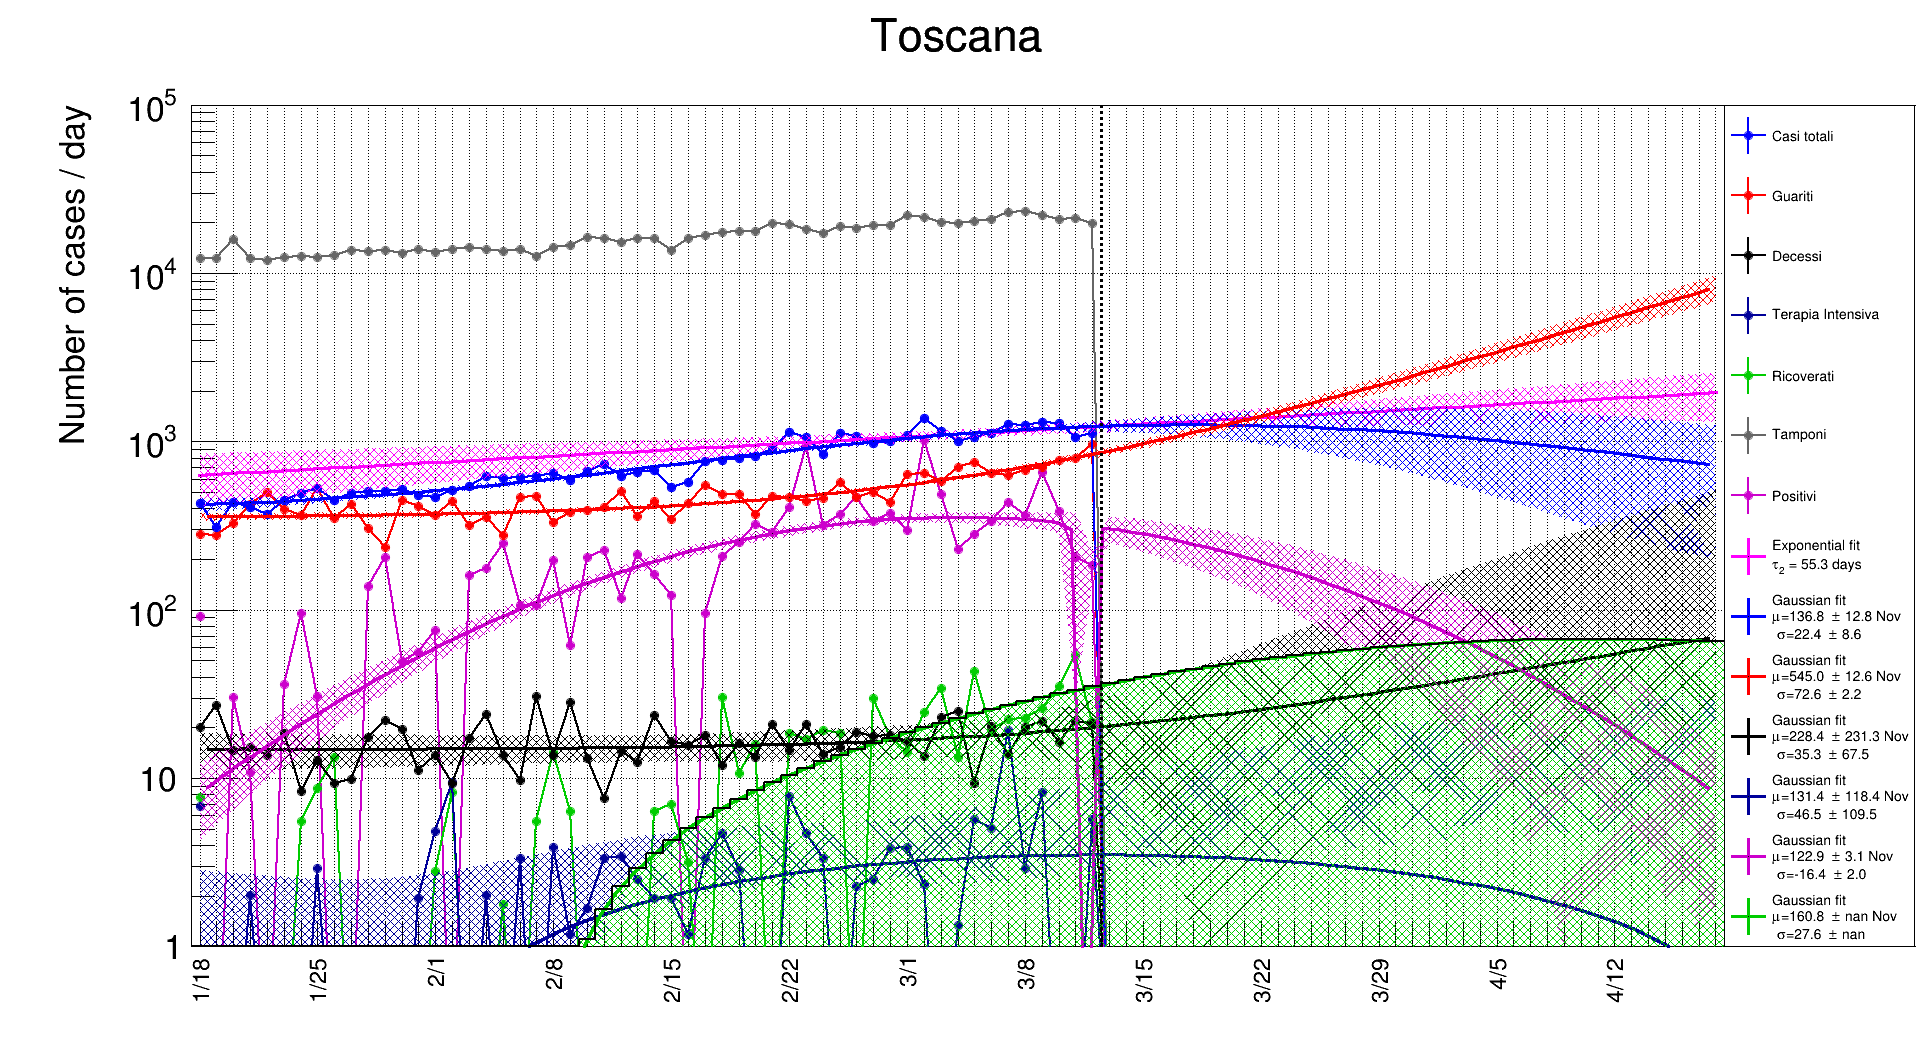 Toscana
Number of cases / day
10^5
10^4
10^3
10^2
10
1
1/18
1/25
2/1
2/8
2/15
2/22
3/1
3/8
3/15
3/22
3/29
4/5
4/12
Casi totali
Guariti
Decessi
Terapia Intensiva
Ricoverati
Tamponi
Positivi
Exponential fit
τ₂ = 55.3 days
Gaussian fit
μ=136.8 ± 12.8 Nov
σ=22.4 ± 8.6
Gaussian fit
μ=545.0 ± 12.6 Nov
σ=72.6 ± 2.2
Gaussian fit
μ=228.4 ± 231.3 Nov
σ=35.3 ± 67.5
Gaussian fit
μ=131.4 ± 118.4 Nov
σ=46.5 ± 109.5
Gaussian fit
μ=122.9 ± 3.1 Nov
σ=-16.4 ± 2.0
Gaussian fit
μ=160.8 ± nan Nov
σ=27.6 ± nan